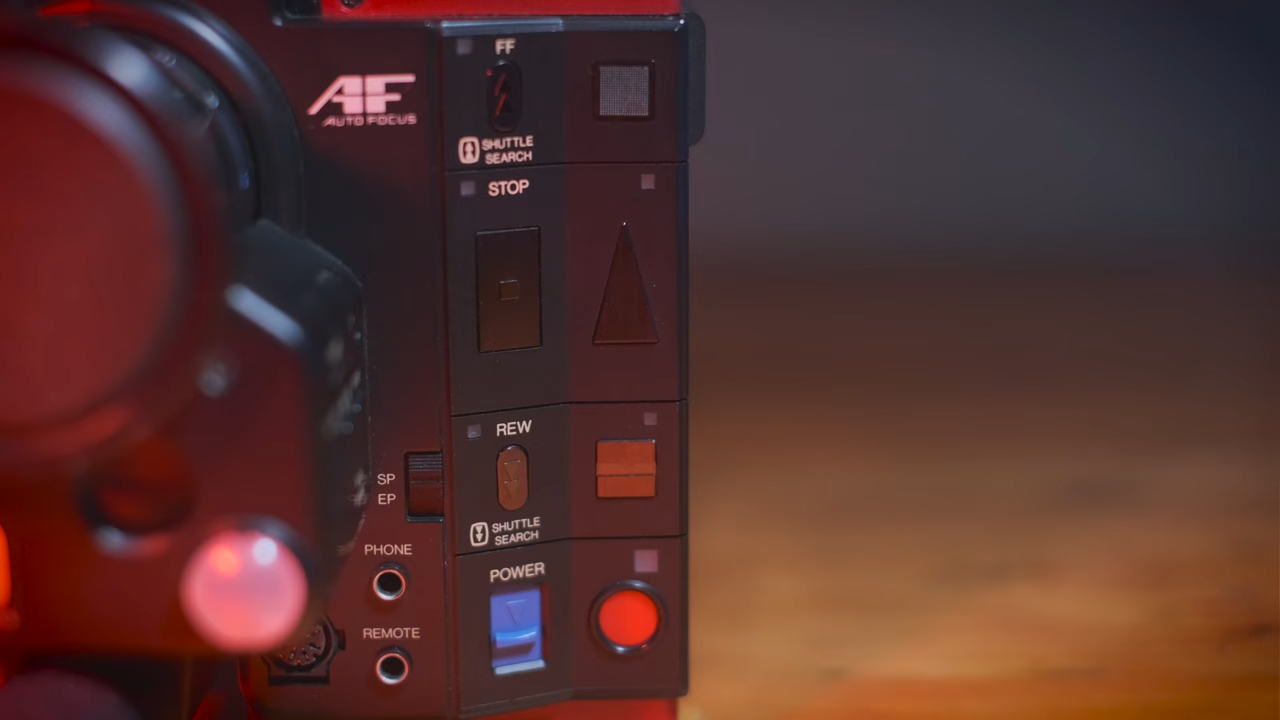 AF
AUTO FOCUS
FF
SHUTTLE
SEARCH
STOP
REW
SHUTTLE
SEARCH
SP
EP
PHONE
POWER
REMOTE